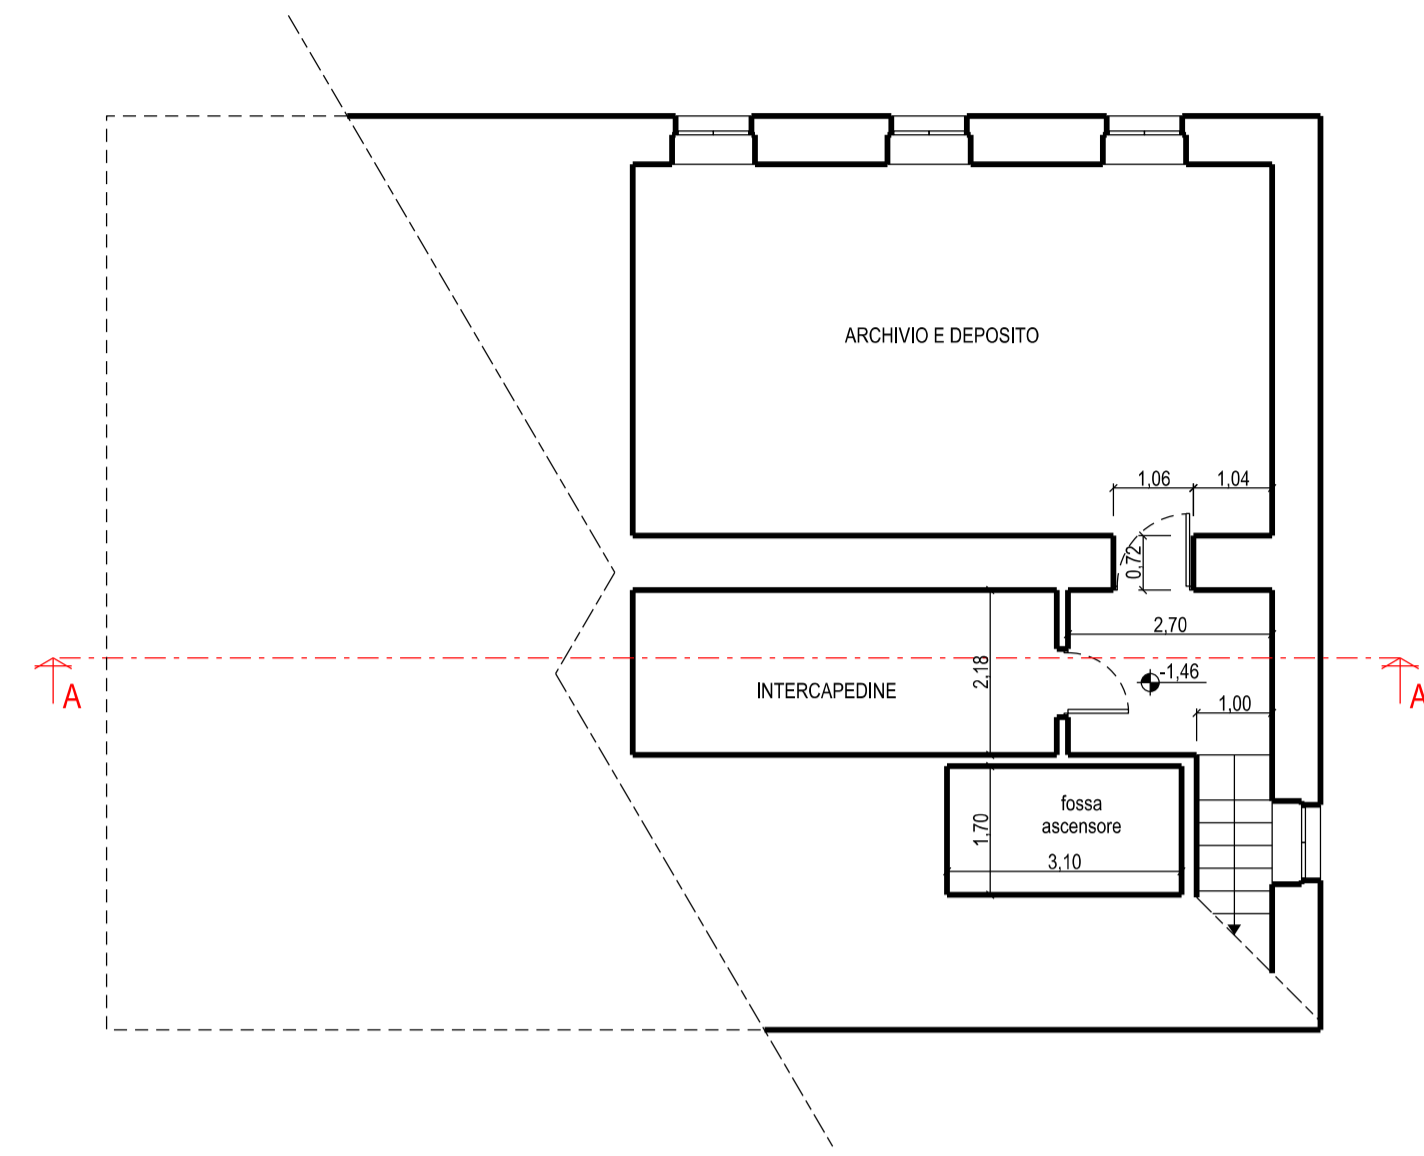 ARCHIVIO E DEPOSITO
1,06
1,04
0,72
2,70
2,18
-1,46
INTERCAPEDINE
A
A
1,00
fossa
ascensore
1,70
3,10